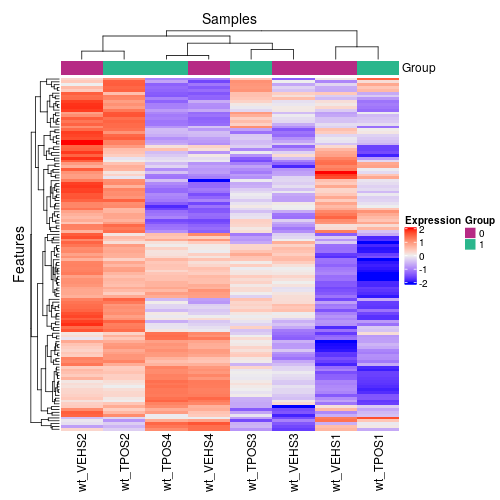 Samples
Group
Features
Expression Group
2
1
0
-1
-2
0
1
wt_VEHS2
wt_TPOS2
wt_TPOS4
wt_VEHS4
wt_TPOS3
wt_VEHS3
wt_VEHS1
wt_TPOS1